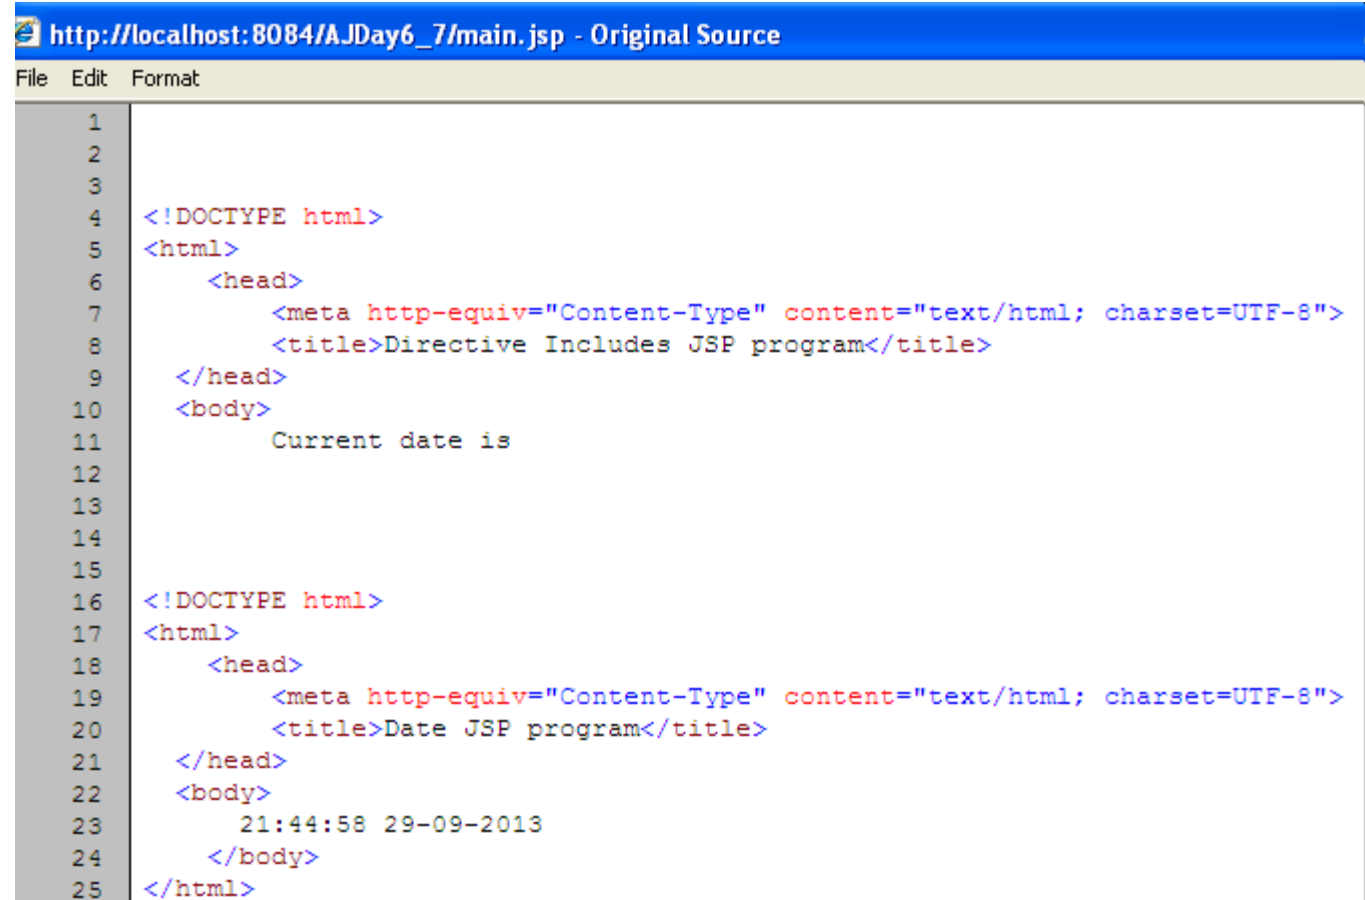 http://localhost:8084/AJDay6_7/main.jsp - Original Source
File Edit Format
1
2
3
4 <!DOCTYPE html>
5 <html>
6 <head>
7 <meta http-equiv="Content-Type" content="text/html; charset=UTF-8">
8 <title>Directive Includes JSP program</title>
9 </head>
10 <body>
11 Current date is
12
13
14
15
16 <!DOCTYPE html>
17 <html>
18 <head>
19 <meta http-equiv="Content-Type" content="text/html; charset=UTF-8">
20 <title>Date JSP program</title>
21 </head>
22 <body>
23 21:44:58 29-09-2013
24 </body>
25 </html>